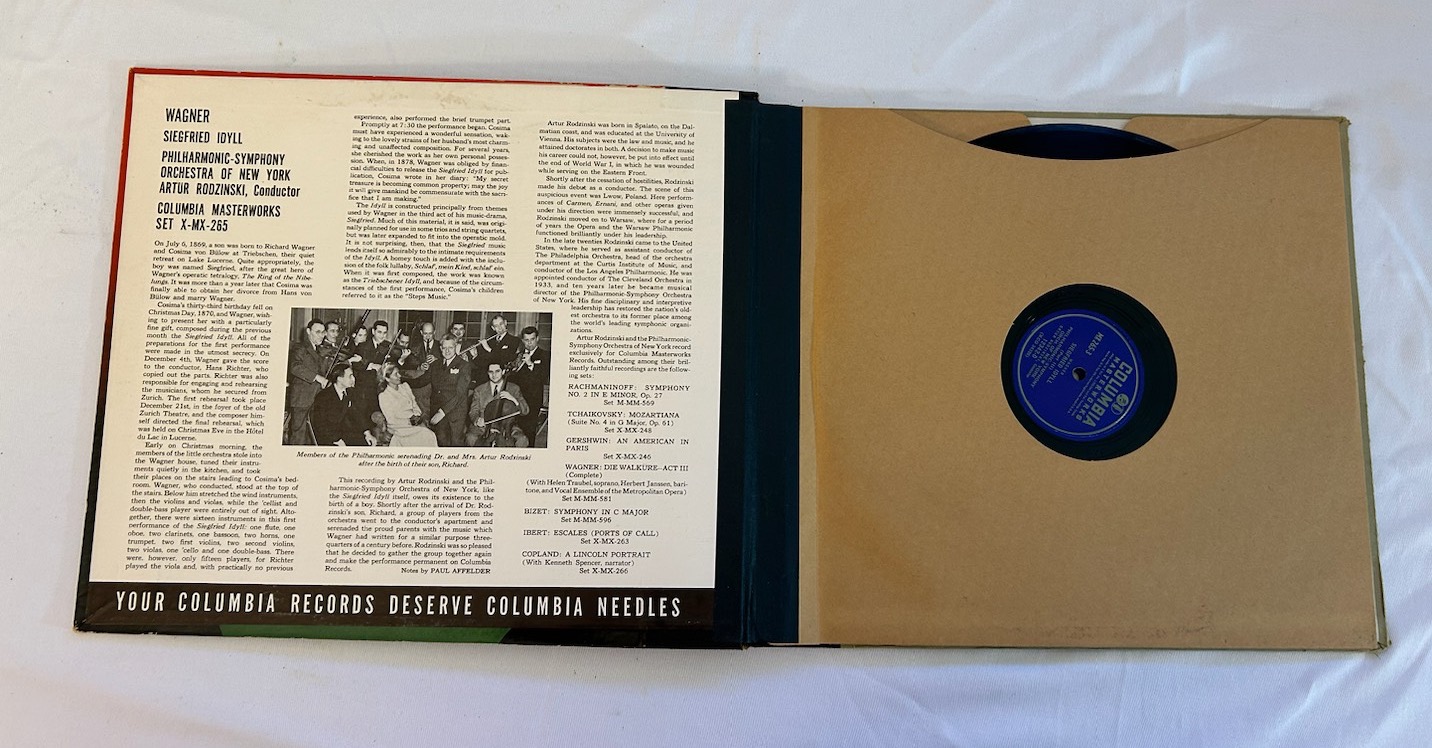 WAGNER
SIEGFRIED IDYLL
PHILHARMONIC-SYMPHONY
ORCHESTRA OF NEW YORK
ARTUR RODZINSKI, Conductor
COLUMBIA MASTERWORKS
SET X-MX-265
On July 6, 1869, a son was born to Richard Wagner
and Cosima von Bülow at Triebschen, their quiet
retreat on Lake Lucerne. Quite appropriately, the
boy was named Siegfried, after the great hero of
Wagner's operatic tetralogy, The Ring of the Nibe-
lungs. It was more than a year later that Cosima was
finally able to obtain her divorce from Hans von
Bülow and marry Wagner.
Cosima's thirty-third birthday fell on
Christmas Day, 1870, and Wagner, wish-
ing to present her with a particularly
fine gift, composed during the previous
month the Siegfried Idyll. All of the
preparations for the first performance
were made in the utmost secrecy. On
December 4th, Wagner gave the score
to the conductor, Hans Richter, who
copied out the parts. Richter was also
responsible for engaging and rehearsing
the musicians, whom he secured from
Zurich. The first rehearsal took place
December 21st, in the foyer of the old
Zurich Theatre, and the composer him-
self directed the final rehearsal, which
was held on Christmas Eve in the Hôtel
du Lac in Lucerne.
Early on Christmas morning, the
members of the little orchestra stole into
the Wagner house, tuned their instru-
ments quietly in the kitchen, and took
their places on the stairs leading to Cosima's bed-
room. Wagner, who conducted, stood at the top of
the stairs. Below him stretched the wind instruments,
then the violins and violas, while the 'cellist and
double-bass player were entirely out of sight. Alto-
gether, there were sixteen instruments in this first
performance of the Siegfried Idyll: one flute, one
oboe, two clarinets, one bassoon, two horns, one
trumpet, two first violins, two second violins,
two violas, one 'cello and one double-bass. There
were, however, only fifteen players, for Richter
played the viola and, with practically no previous
experience, also performed the brief trumpet part.
Promptly at 7:30 the performance began. Cosima
must have experienced a wonderful sensation, wak-
ing to the lovely strains of her husband's most charm-
ing and unaffected composition. For several years,
she cherished the work as her own personal posses-
sion. When, in 1878, Wagner was obliged by finan-
cial difficulties to release the Siegfried Idyll for pub-
lication, Cosima wrote in her diary: "My secret
treasure is becoming common property; may the joy
it will give mankind be commensurate with the sacri-
fice that I am making."
The Idyll is constructed principally from themes
used by Wagner in the third act of his music-drama,
Siegfried. Much of this material, it is said, was origi-
nally planned for use in some trios and string quartets,
but was later expanded to fit into the operatic mold.
It is not surprising, then, that the Siegfried music
lends itself so admirably to the intimate requirements
of the Idyll. A homey touch is added with the inclu-
sion of the folk lullaby, Schlaf', mein Kind, schlaf' ein.
When it was first composed, the work was known
as the Triebschener Idyll, and because of the circum-
stances of the first performance, Cosima's children
referred to it as the "Steps Music."
Members of the Philharmonic serenading Dr. and Mrs. Artur Rodzinski
after the birth of their son, Richard.
This recording by Artur Rodzinski and the Phil-
harmonic-Symphony Orchestra of New York, like
the Siegfried Idyll itself, owes its existence to the
birth of a boy. Shortly after the arrival of Dr. Rod-
zinski's son, Richard, a group of players from the
orchestra went to the conductor's apartment and
serenaded the proud parents with the music which
Wagner had written for a similar purpose three-
quarters of a century before. Rodzinski was so pleased
that he decided to gather the group together again
and make the performance permanent on Columbia
Records.
Notes by PAUL AFFELDER
Artur Rodzinski was born in Spalato, on the Dal-
matian coast, and was educated at the University of
Vienna. His subjects were the law and music, and he
attained doctorates in both. A decision to make music
his career could not, however, be put into effect until
the end of World War I, in which he was wounded
while serving on the Eastern Front.
Shortly after the cessation of hostilities, Rodzinski
made his debut as a conductor. The scene of this
auspicious event was Lwow, Poland. Here perform-
ances of Carmen, Ernani, and other operas given
under his direction were immensely successful, and
Rodzinski moved on to Warsaw, where for a period
of years the Opera and the Warsaw Philharmonic
functioned brilliantly under his leadership.
In the late twenties Rodzinski came to the United
States, where he served as assistant conductor of
The Philadelphia Orchestra, head of the orchestra
department at the Curtis Institute of Music, and
conductor of the Los Angeles Philharmonic. He was
appointed conductor of The Cleveland Orchestra in
1933, and ten years later he became musical
director of the Philharmonic-Symphony Orchestra
of New York. His fine disciplinary and interpretive
leadership has restored the nation's old-
est orchestra to its former place among
the world's leading symphonic organi-
zations.
Artur Rodzinski and the Philharmonic-
Symphony Orchestra of New York record
exclusively for Columbia Masterworks
Records. Outstanding among their bril-
liantly faithful recordings are the follow-
ing sets:
RACHMANINOFF: SYMPHONY
NO. 2 IN E MINOR, Op. 27
Set M-MM-569
TCHAIKOVSKY: MOZARTIANA
(Suite No. 4 in G Major, Op. 61)
Set X-MX-248
GERSHWIN: AN AMERICAN IN
PARIS
Set X-MX-246
WAGNER: DIE WALKÜRE—ACT III
(Complete)
(With Helen Traubel, soprano, Herbert Janssen, bari-
tone, and Vocal Ensemble of the Metropolitan Opera)
Set M-MM-581
BIZET: SYMPHONY IN C MAJOR
Set M-MM-596
IBERT: ESCALES (PORTS OF CALL)
Set X-MX-263
COPLAND: A LINCOLN PORTRAIT
(With Kenneth Spencer, narrator)
Set X-MX-266
YOUR COLUMBIA RECORDS DESERVE COLUMBIA NEEDLES
COLUMBIA
MASTERWORKS
MX265-1
SIEGFRIED IDYLL